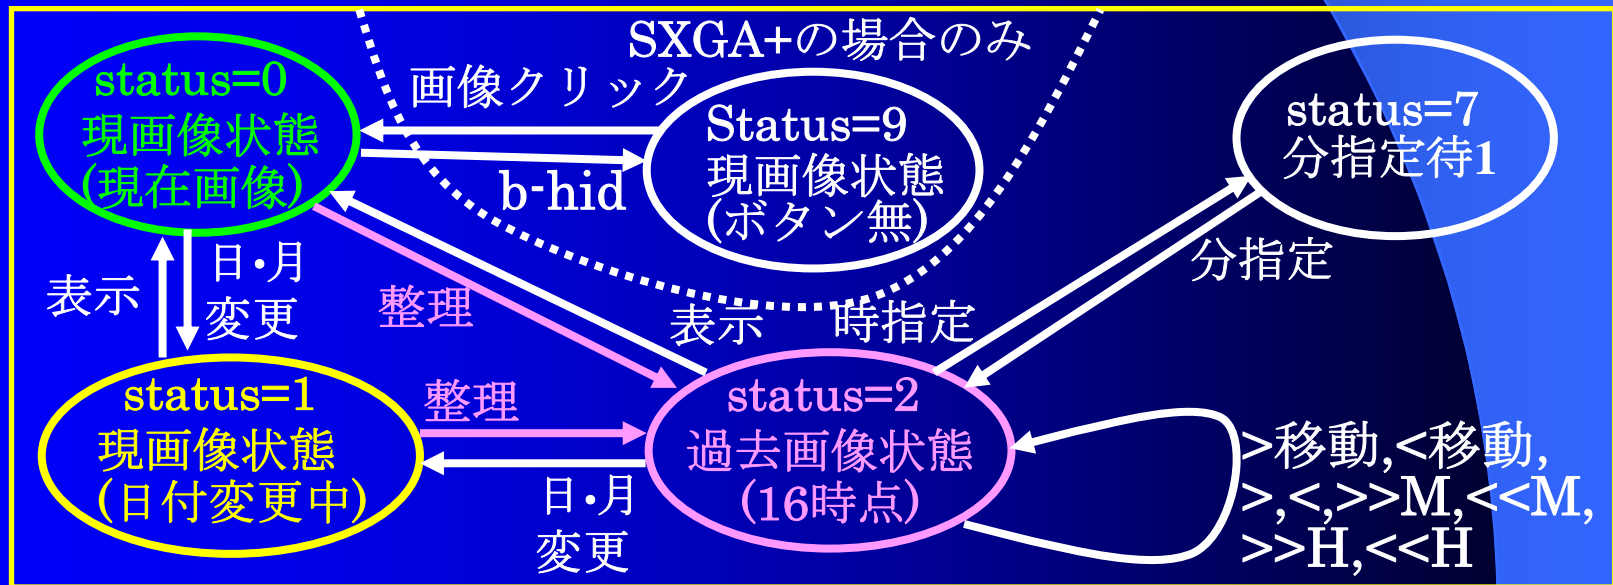 SXGA+の場合のみ
status=0
現画像状態
(現在画像)
画像クリック
b-hid
Status=9
現画像状態
(ボタン無)
status=7
分指定待1
表示
日・月
変更
整理
表示
時指定
分指定
status=1
現画像状態
(日付変更中)
整理
日・月
変更
status=2
過去画像状態
(16時点)
>移動,<移動,
>,<,>>M,<<M,
>>H,<<H